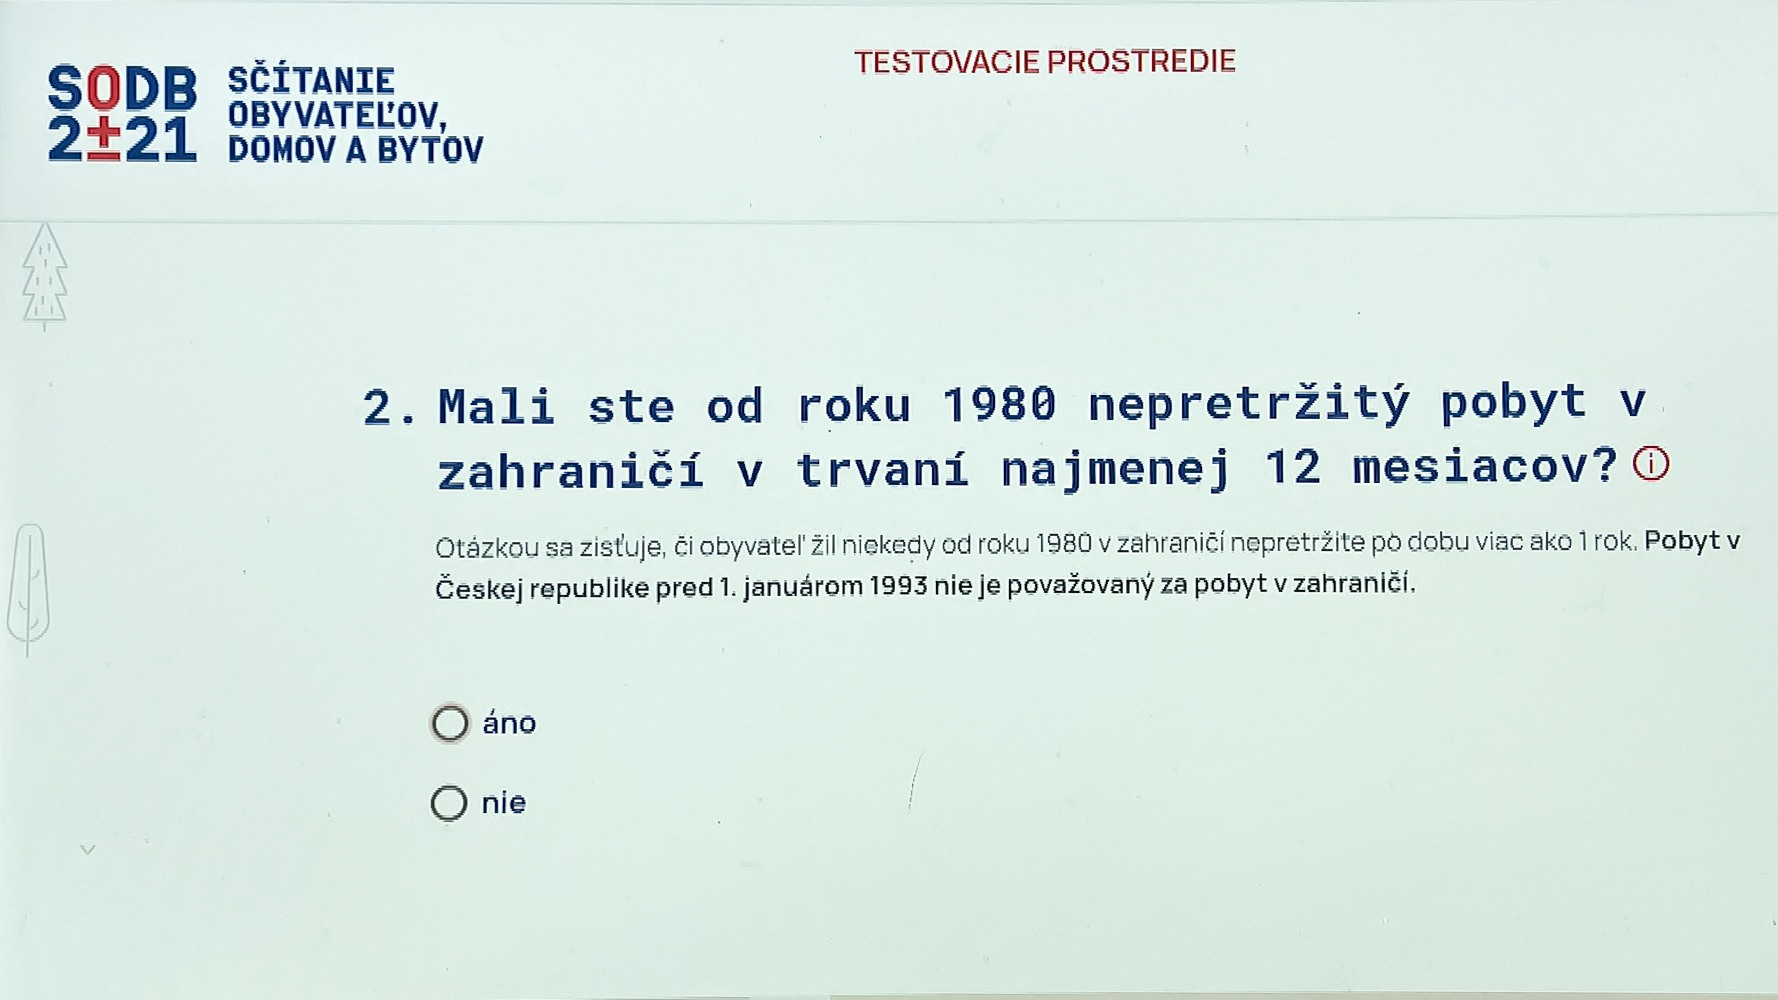 SODB
2±21
SČÍTANIE
OBYVATEĽOV,
DOMOV A BYTOV
TESTOVACIE PROSTREDIE
2. Mali ste od roku 1980 nepretržitý pobyt v
zahraničí v trvaní najmenej 12 mesiacov? ⓘ
Otázkou sa zisťuje, či obyvateľ žil niekedy od roku 1980 v zahraničí nepretržite po dobu viac ako 1 rok. Pobyt v
Českej republike pred 1. januárom 1993 nie je považovaný za pobyt v zahraničí.
áno
nie